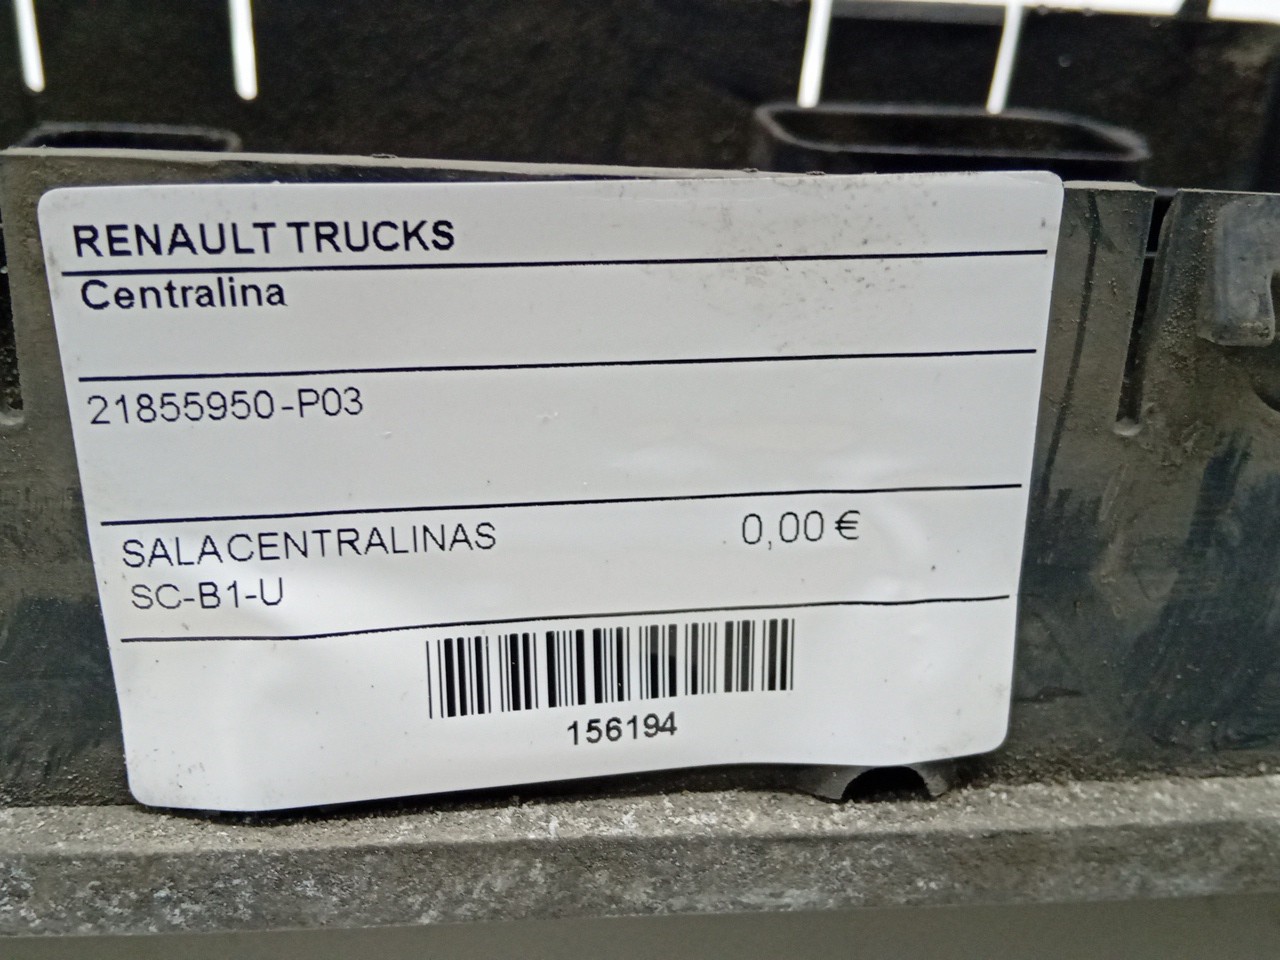 RENAULT TRUCKS
Centralina
21855950-P03
SALACENTRALINAS 0,00 €
SC-B1-U
156194